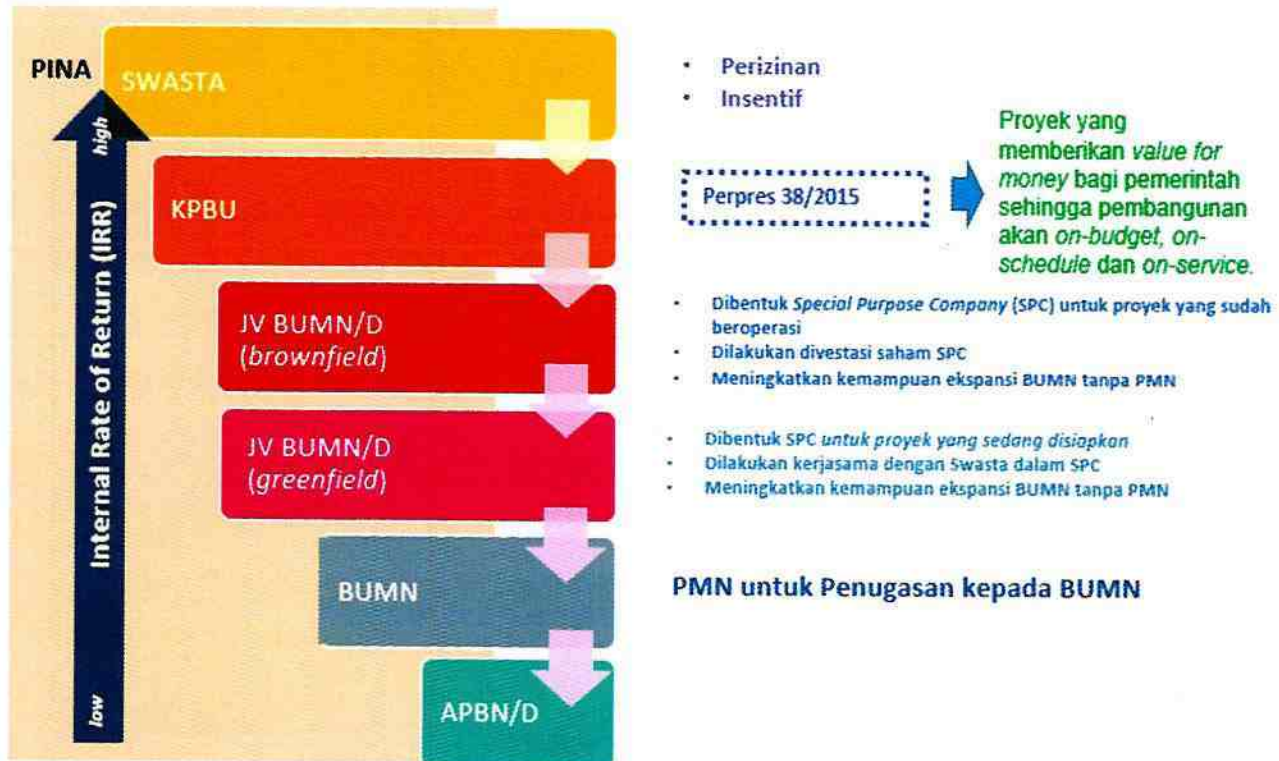 PINA
SWASTA
high
Internal Rate of Return (IRR)
low
KPBU
JV BUMN/D
(brownfield)
JV BUMN/D
(greenfield)
BUMN
APBN/D
• Perizinan
• Insentif
Perpres 38/2015
Proyek yang
memberikan value for
money bagi pemerintah
sehingga pembangunan
akan on-budget, on-
schedule dan on-service.
• Dibentuk Special Purpose Company (SPC) untuk proyek yang sudah
beroperasi
• Dilakukan divestasi saham SPC
• Meningkatkan kemampuan ekspansi BUMN tanpa PMN
• Dibentuk SPC untuk proyek yang sedang disiapkan
• Dilakukan kerjasama dengan Swasta dalam SPC
• Meningkatkan kemampuan ekspansi BUMN tanpa PMN
PMN untuk Penugasan kepada BUMN